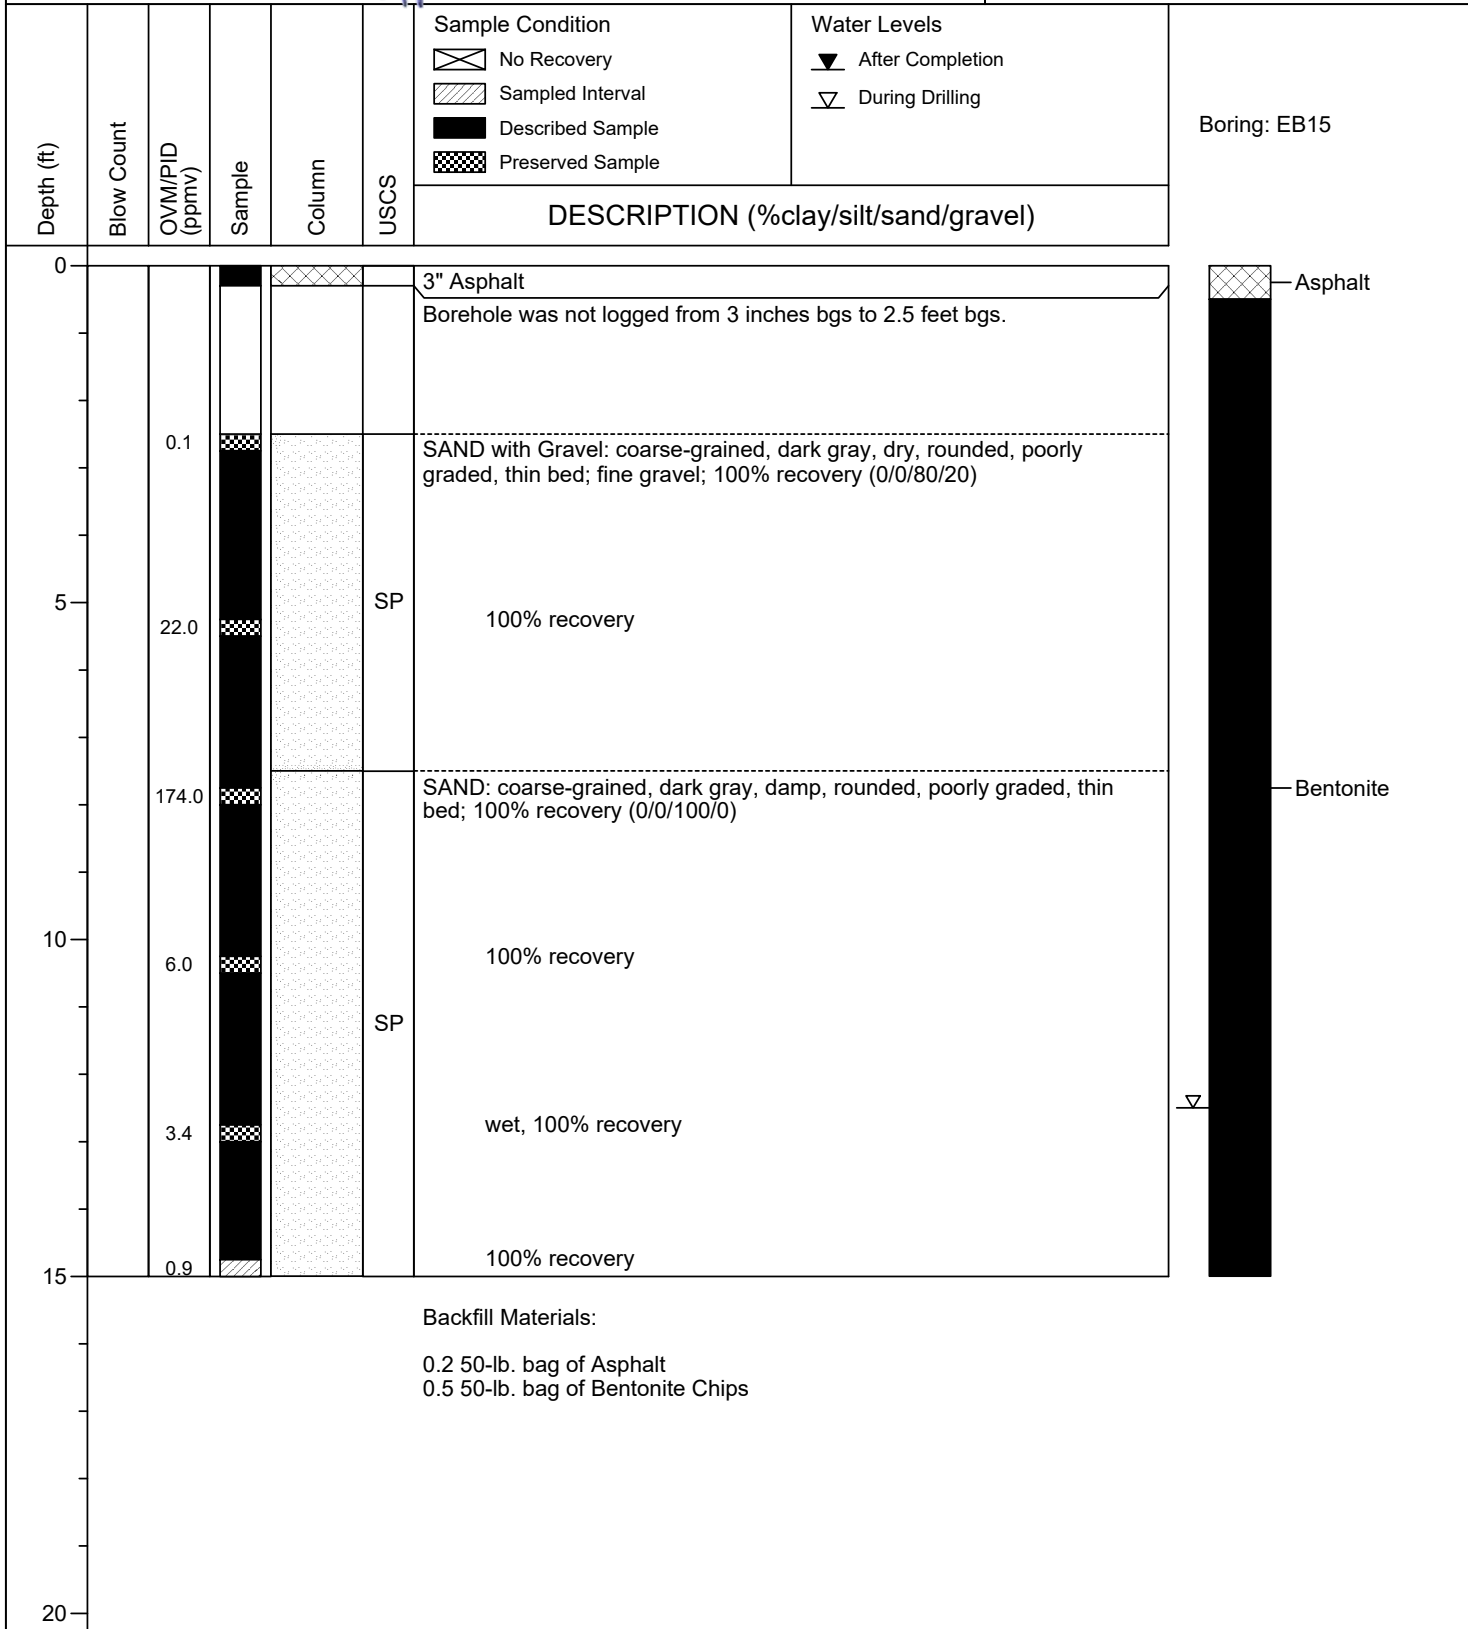 Sample Condition
No Recovery
Sampled Interval
Described Sample
Preserved Sample
Water Levels
After Completion
During Drilling
Boring: EB15
Depth (ft)
Blow Count
OVM/PID
(ppmv)
Sample
Column
USCS
DESCRIPTION (%clay/silt/sand/gravel)
0
3" Asphalt
Asphalt
Borehole was not logged from 3 inches bgs to 2.5 feet bgs.
0.1
SAND with Gravel: coarse-grained, dark gray, dry, rounded, poorly
graded, thin bed; fine gravel; 100% recovery (0/0/80/20)
5
SP
22.0
100% recovery
174.0
SAND: coarse-grained, dark gray, damp, rounded, poorly graded, thin
bed; 100% recovery (0/0/100/0)
Bentonite
10
6.0
100% recovery
SP
3.4
wet, 100% recovery
0.9
100% recovery
15
Backfill Materials:
0.2 50-lb. bag of Asphalt
0.5 50-lb. bag of Bentonite Chips
20